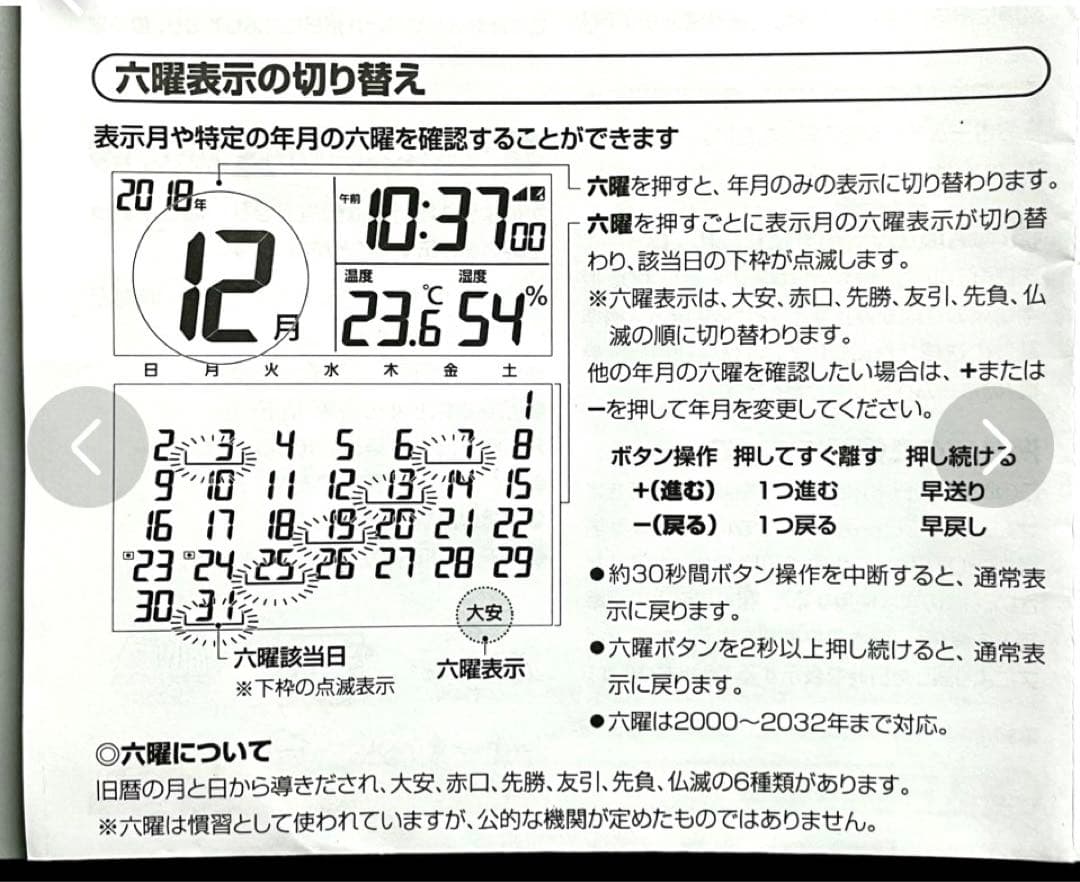 六曜表示の切り替え
表示月や特定の年月の六曜を確認することができます
2018年
12月
午前 10:37 00
温度 湿度
23.6 ℃ 54 %
日 月 火 水 木 金 土
1
2 3 4 5 6 7 8
9 10 11 12 13 14 15
16 17 18 19 20 21 22
23 24 25 26 27 28 29
30 31
大安
六曜該当日
※下枠の点滅表示
六曜表示
六曜を押すと、年月のみの表示に切り替わります。
六曜を押すごとに表示月の六曜表示が切り替
わり、該当日の下枠が点滅します。
※六曜表示は、大安、赤口、先勝、友引、先負、仏
滅の順に切り替わります。
他の年月の六曜を確認したい場合は、+または
ーを押して年月を変更してください。
ボタン操作 押してすぐ離す 押し続ける
+(進む) 1つ進む 早送り
−(戻る) 1つ戻る 早戻し
●約30秒間ボタン操作を中断すると、通常表
示に戻ります。
●六曜ボタンを2秒以上押し続けると、通常表
示に戻ります。
●六曜は2000〜2032年まで対応。
◎六曜について
旧暦の月と日から導きだされ、大安、赤口、先勝、友引、先負、仏滅の6種類があります。
※六曜は慣習として使われていますが、公的な機関が定めたものではありません。